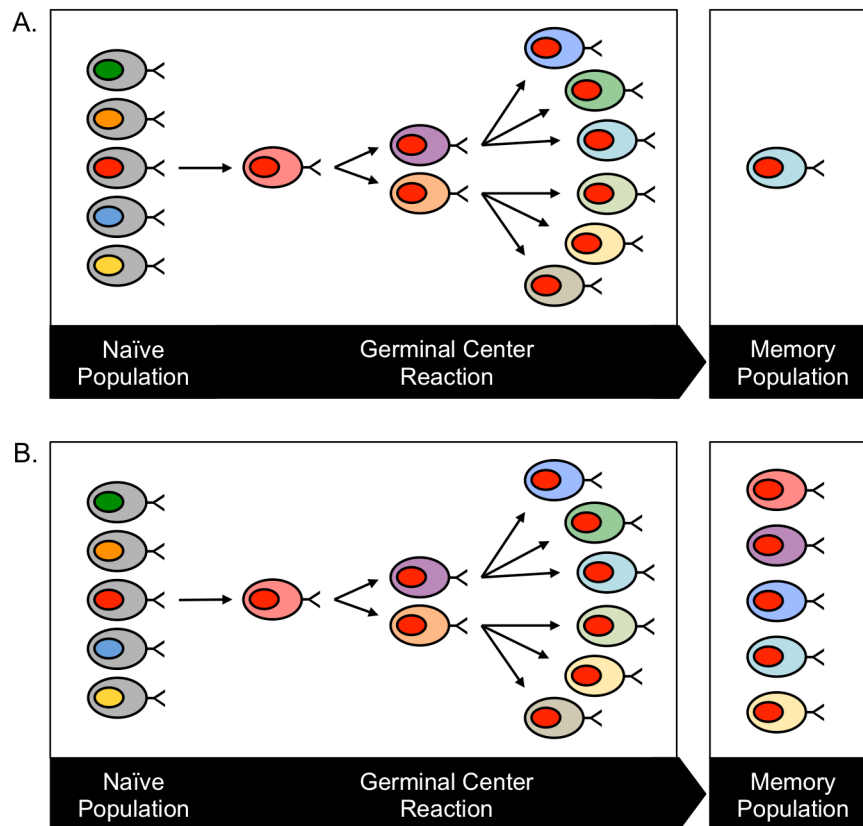 A.
Naïve
Population
Germinal Center
Reaction
Memory
Population
B.
Naïve
Population
Germinal Center
Reaction
Memory
Population